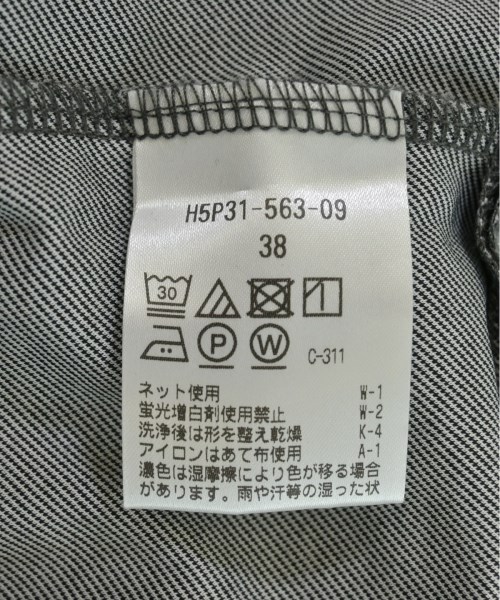 H5P31-563-09
38
30
P W C-311
ネット使用 W-1
蛍光増白剤使用禁止 W-2
洗浄後は形を整え乾燥 K-4
アイロンはあて布使用 A-1
濃色は湿摩擦により色が移る場合
があります。雨や汗等の湿った状